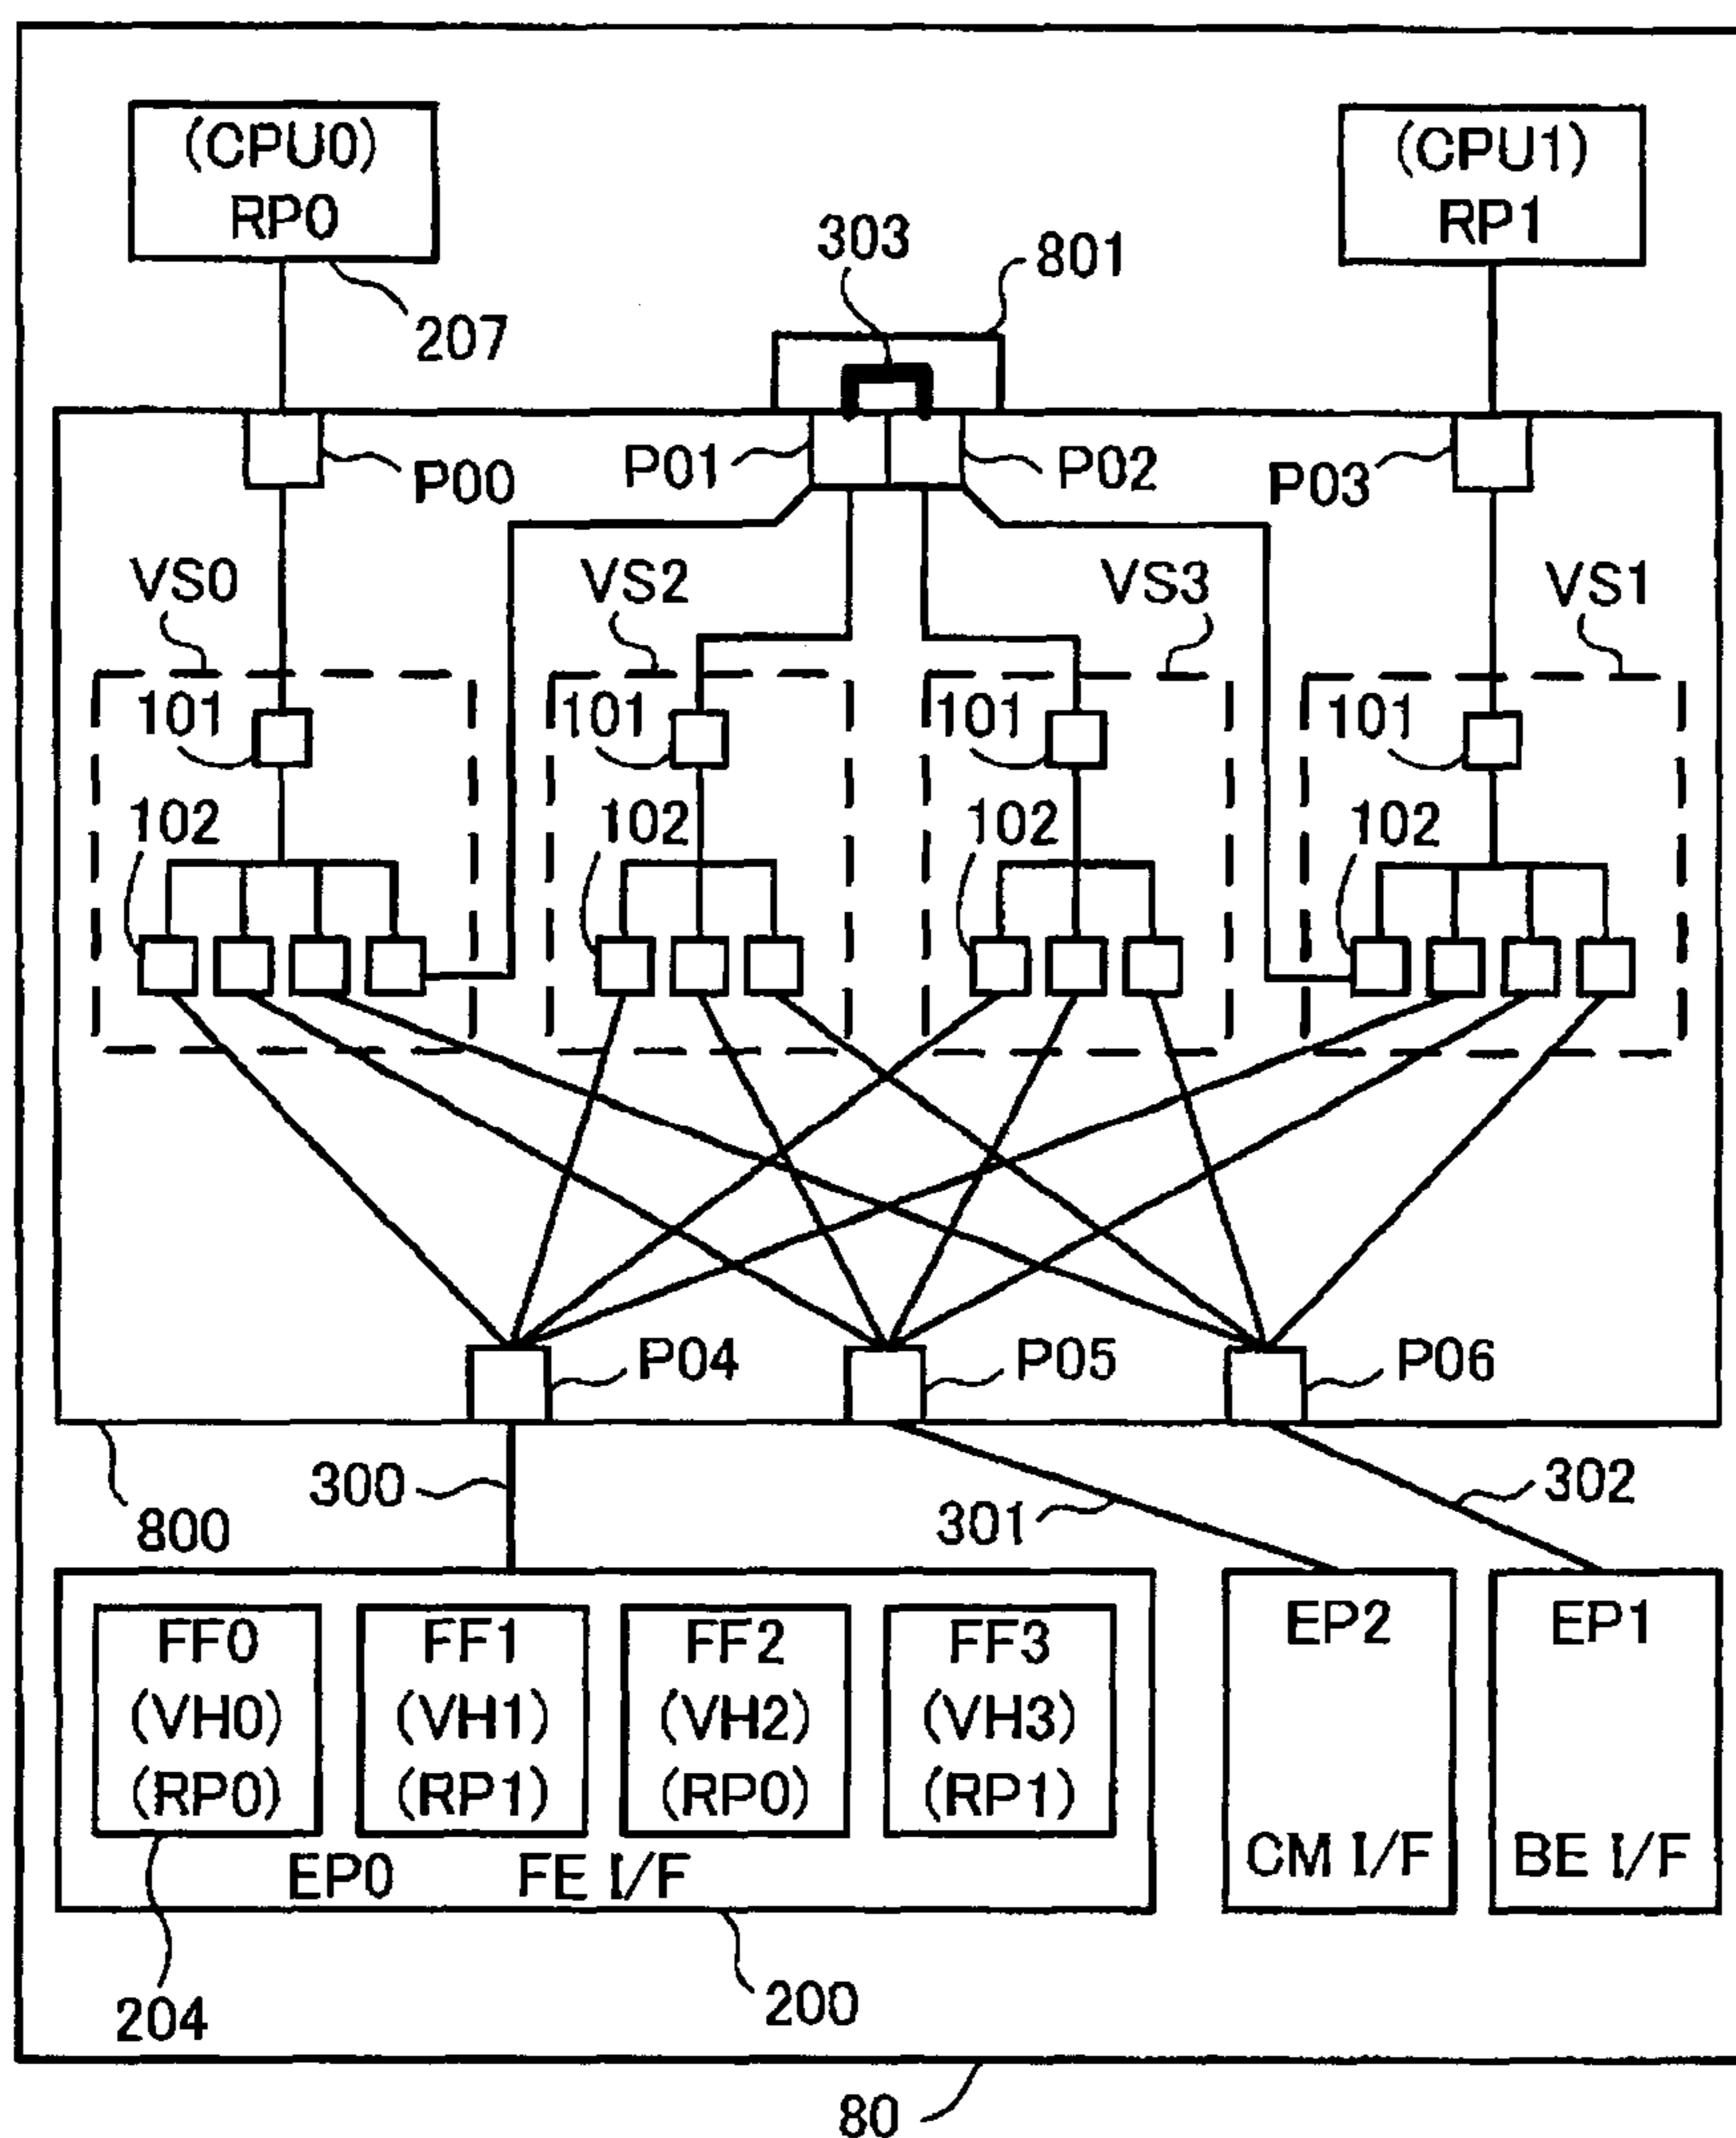 (CPU0)
RP0
(CPU1)
RP1
303
801
207
P00
P01
P02
P03
VS0
VS2
VS3
VS1
101
101
101
101
102
102
102
102
P04
P05
P06
800
300
301
302
FF0
(VH0)
(RP0)
FF1
(VH1)
(RP1)
FF2
(VH2)
(RP0)
FF3
(VH3)
(RP1)
EP0 FE I/F
EP2
CM I/F
EP1
BE I/F
204
200
80